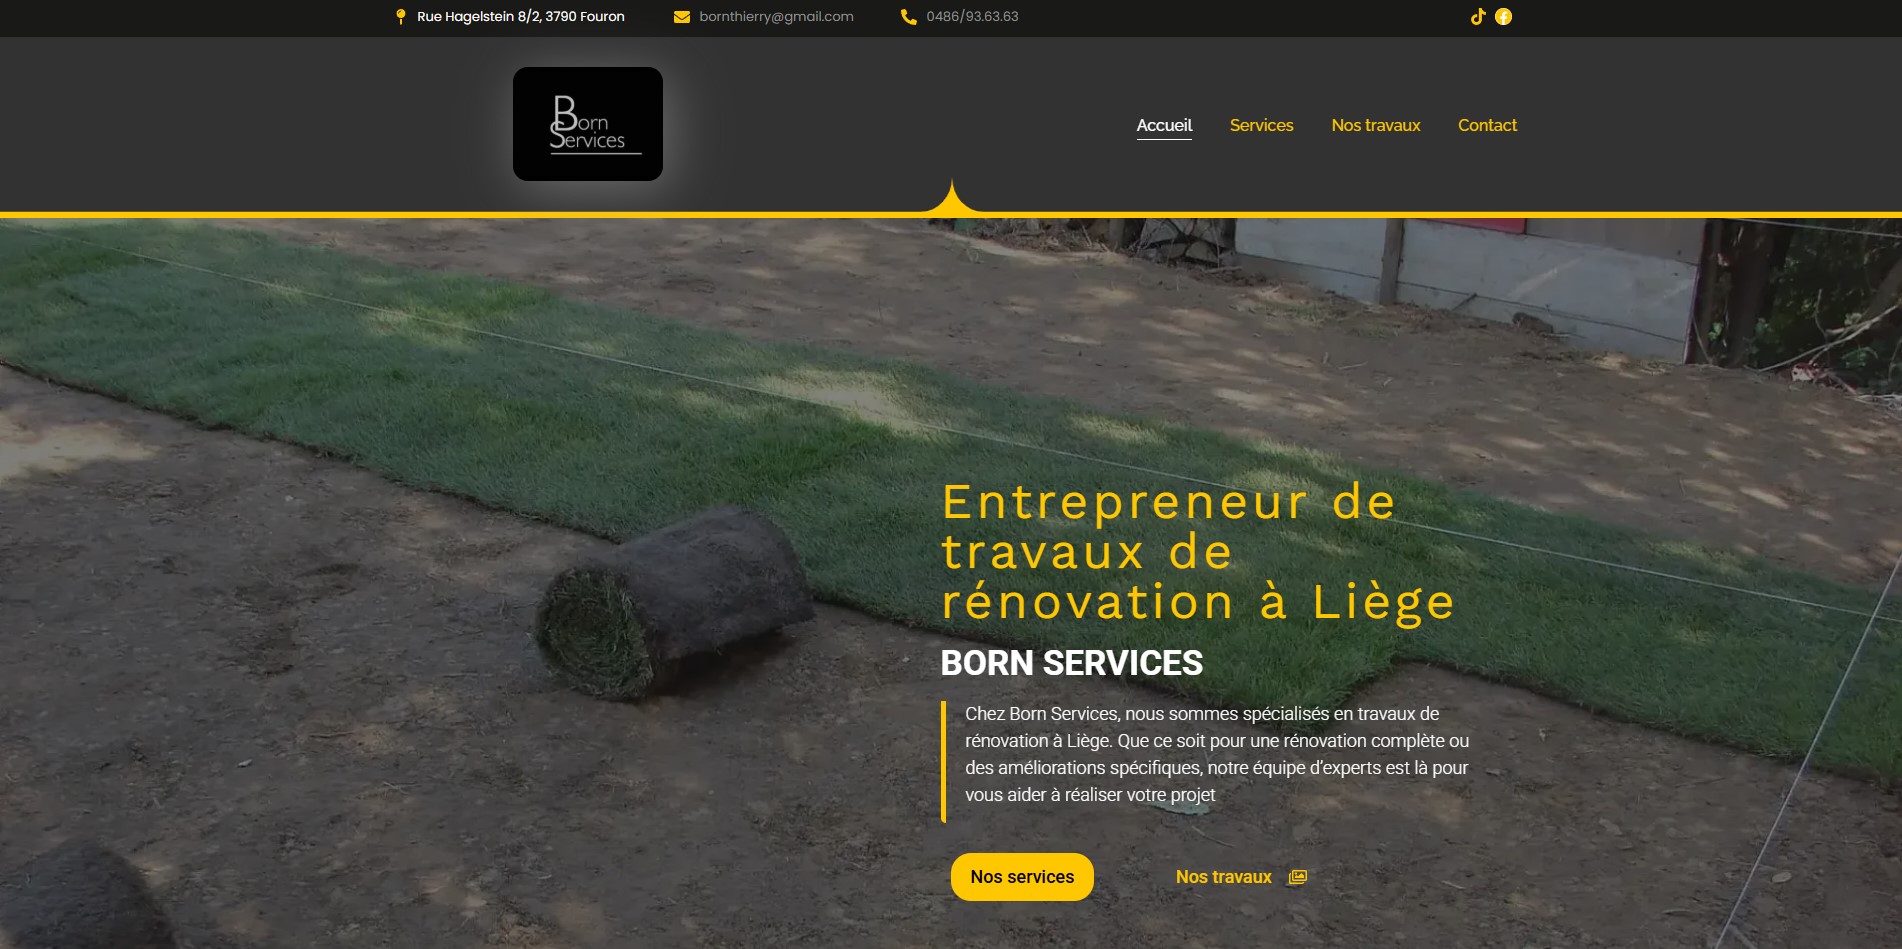 Rue Hagelstein 8/2, 3790 Fouron
bornthierry@gmail.com
0486/93.63.63
Born
Services
Accueil
Services
Nos travaux
Contact
Entrepreneur de
travaux de
rénovation à Liège
BORN SERVICES
Chez Born Services, nous sommes spécialisés en travaux de
rénovation à Liège. Que ce soit pour une rénovation complète ou
des améliorations spécifiques, notre équipe d’experts est là pour
vous aider à réaliser votre projet
Nos services
Nos travaux